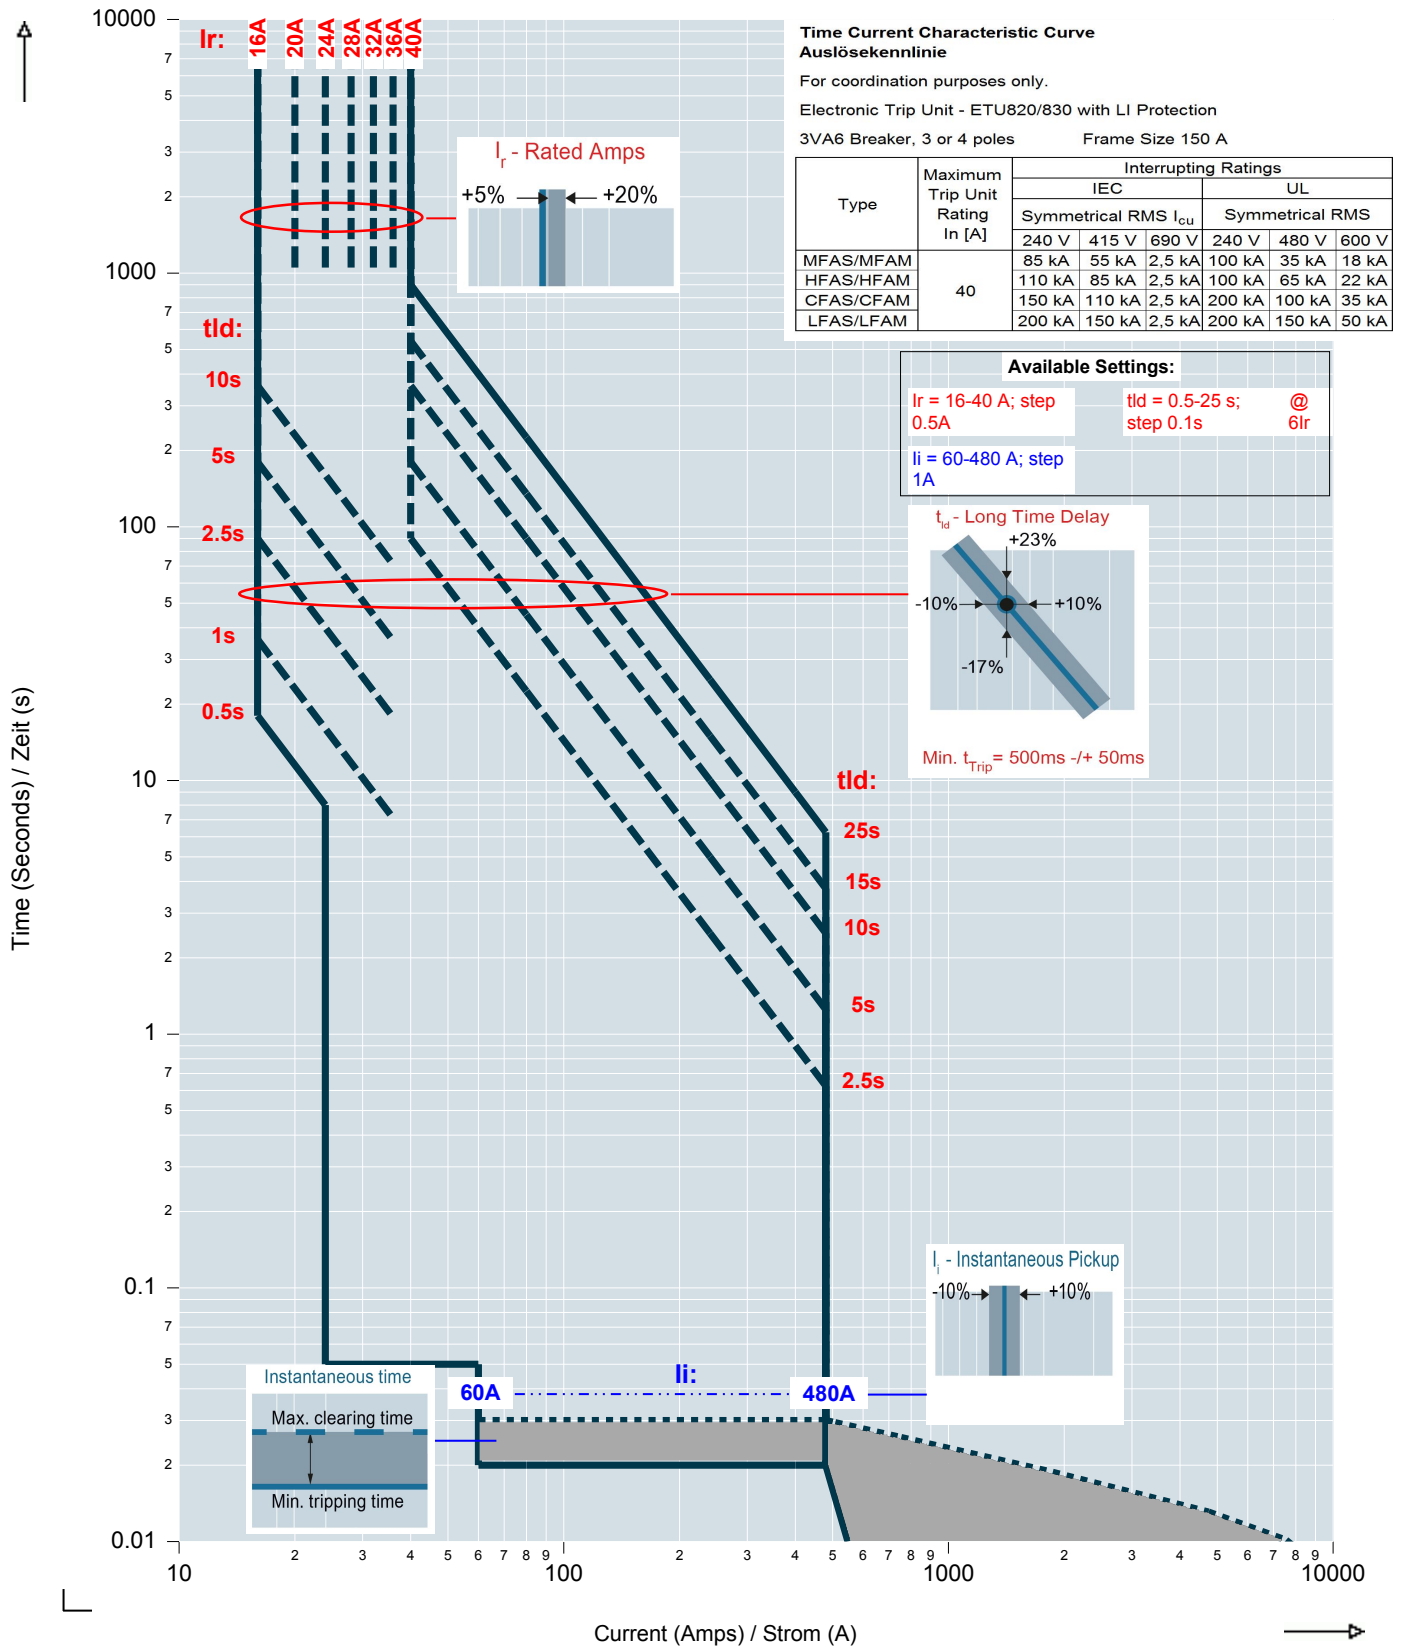 Time Current Characteristic Curve
Auslösekennlinie
For coordination purposes only.
Electronic Trip Unit - ETU820/830 with LI Protection
3VA6 Breaker, 3 or 4 poles Frame Size 150 A
Type Maximum Trip Unit Rating In [A] Interrupting Ratings
IEC UL
Symmetrical RMS Icu Symmetrical RMS
240 V 415 V 690 V 240 V 480 V 600 V
MFAS/MFAM 85 kA 55 kA 2,5 kA 100 kA 35 kA 18 kA
HFAS/HFAM 110 kA 85 kA 2,5 kA 100 kA 65 kA 22 kA
40
CFAS/CFAM 150 kA 110 kA 2,5 kA 200 kA 100 kA 35 kA
LFAS/LFAM 200 kA 150 kA 2,5 kA 200 kA 150 kA 50 kA
Available Settings:
Ir = 16-40 A; step
0.5A
tld = 0.5-25 s; @
step 0.1s 6Ir
Ii = 60-480 A; step
1A
Ir: 16A 20A 24A 28A 32A 36A 40A
Ir - Rated Amps
+5% +20%
tld:
10s
5s
2.5s
1s
0.5s
tld - Long Time Delay
+23%
-10% +10%
-17%
Min. tTrip= 500ms -/+ 50ms
tld:
25s
15s
10s
5s
2.5s
Ii - Instantaneous Pickup
-10% +10%
Ii:
60A 480A
Instantaneous time
Max. clearing time
Min. tripping time
Time (Seconds) / Zeit (s)
10000
7
5
3
2
1000
7
5
3
2
100
7
5
3
2
10
7
5
3
2
1
7
5
3
2
0.1
7
5
3
2
0.01
2 3 4 5 6 7 8 9 2 3 4 5 6 7 8 9 2 3 4 5 6 7 8 9
10 100 1000 10000
Current (Amps) / Strom (A)